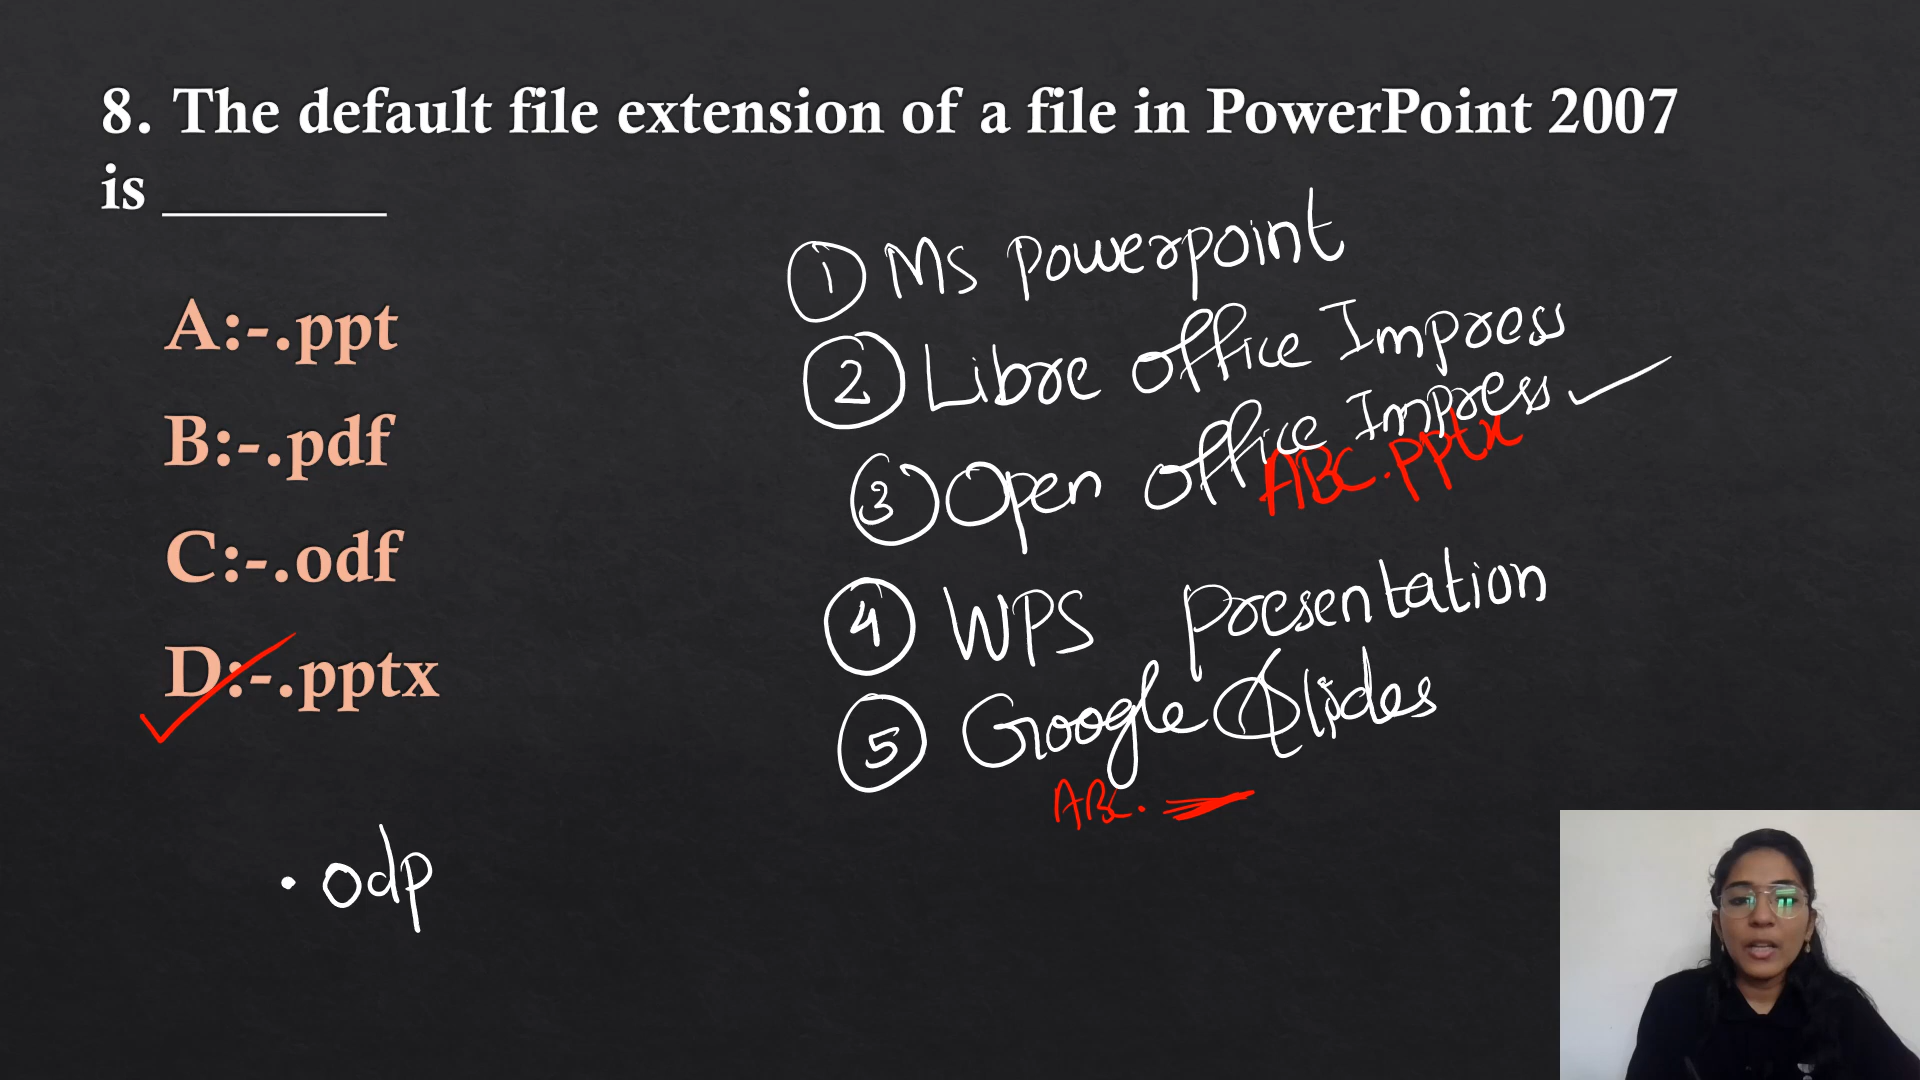 8. The default file extension of a file in PowerPoint 2007
is ________
A:-.ppt
B:-.pdf
C:-.odf
D:-.pptx
.odp
1 MS Powerpoint
2 Libre office Impress
3 Open office Impress
ABC.pptx
4 WPS presentation
5 Google Slides
ABC.